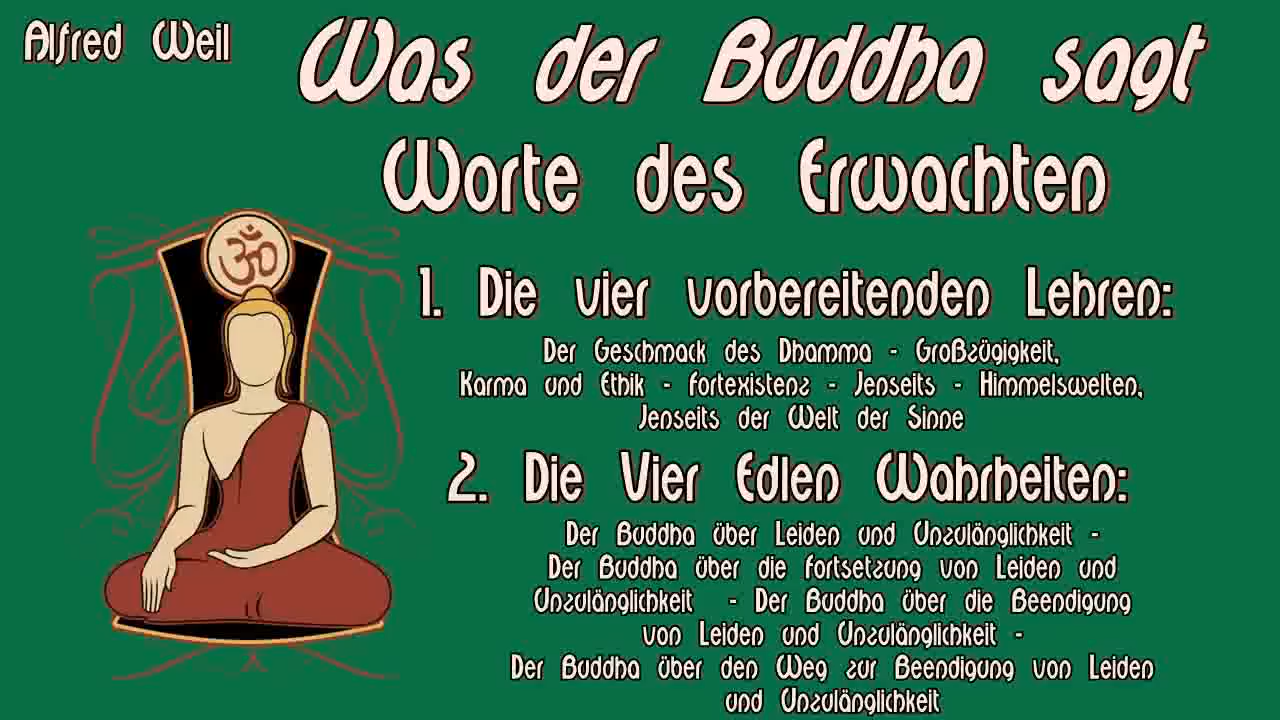 Alfred Weil
Was der Buddha sagt
Worte des Erwachten
ॐ
1. Die vier vorbereitenden Lehren:
Der Geschmack des Dhamma - Großzügigkeit,
Karma und Ethik - Fortexistenz - Jenseits - Himmelswelten,
Jenseits der Welt der Sinne
2. Die Vier Edlen Wahrheiten:
Der Buddha über Leiden und Unzulänglichkeit -
Der Buddha über die Fortsetzung von Leiden und
Unzulänglichkeit - Der Buddha über die Beendigung
von Leiden und Unzulänglichkeit -
Der Buddha über den Weg zur Beendigung von Leiden
und Unzulänglichkeit